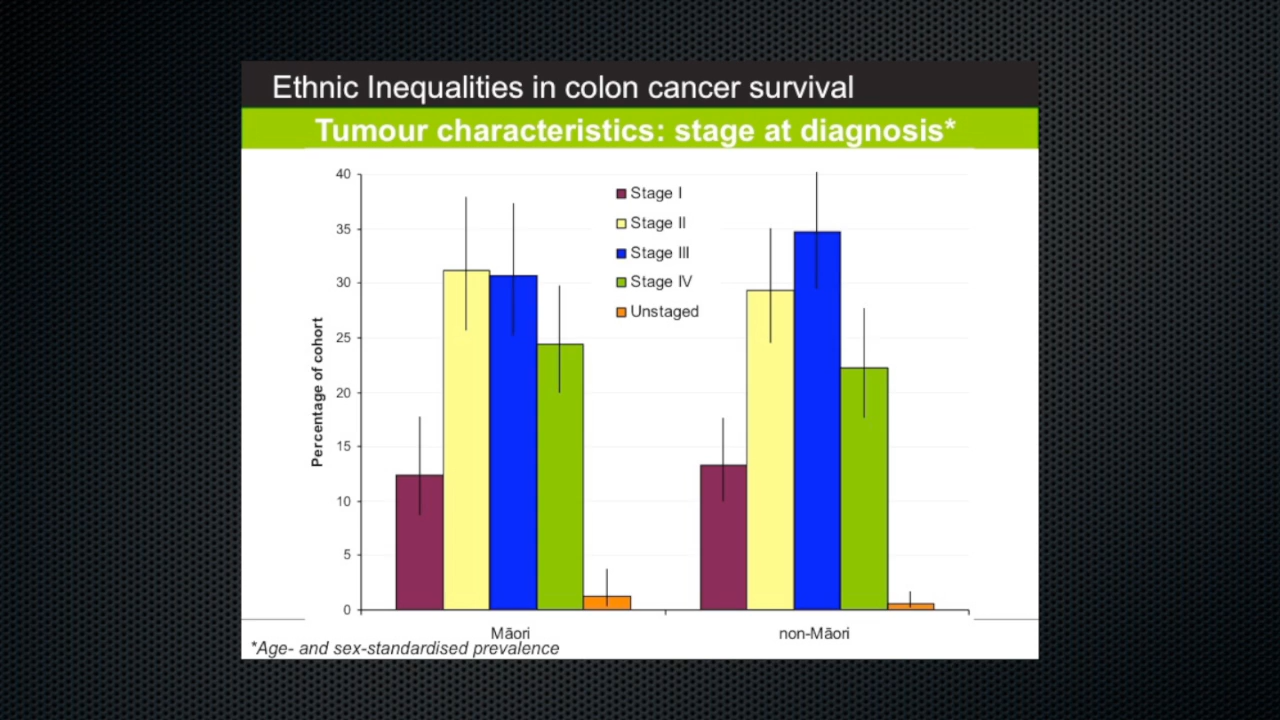 Ethnic Inequalities in colon cancer survival
Tumour characteristics: stage at diagnosis*
40
35
30
25
20
15
10
5
0
Percentage of cohort
Stage I
Stage II
Stage III
Stage IV
Unstaged
Māori
non-Māori
*Age- and sex-standardised prevalence